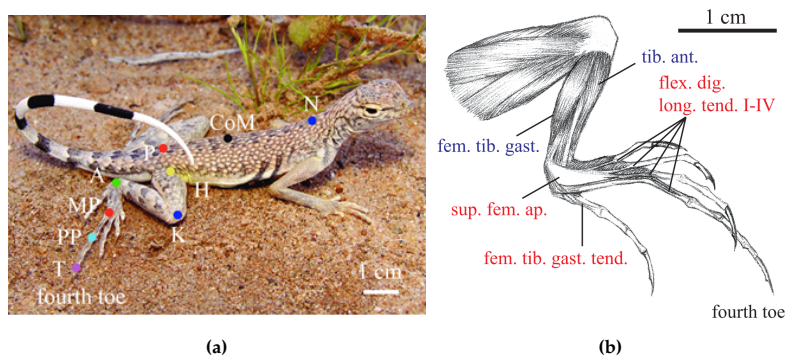 N
CoM
P
A
H
MP
K
PP
T
1 cm
fourth toe
(a)
1 cm
tib. ant.
flex. dig.
long. tend. I-IV
fem. tib. gast.
sup. fem. ap.
fem. tib. gast. tend.
fourth toe
(b)